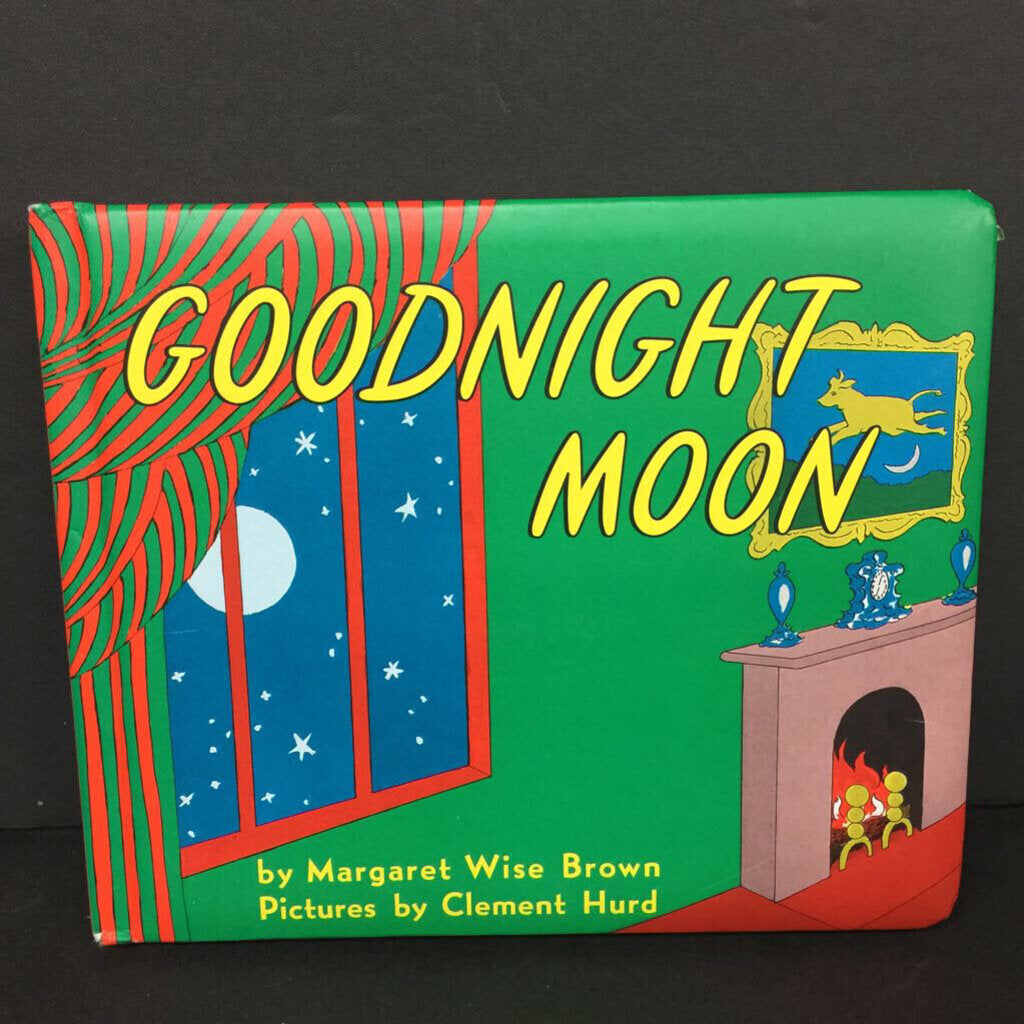 GOODNIGHT
MOON
by Margaret Wise Brown
Pictures by Clement Hurd